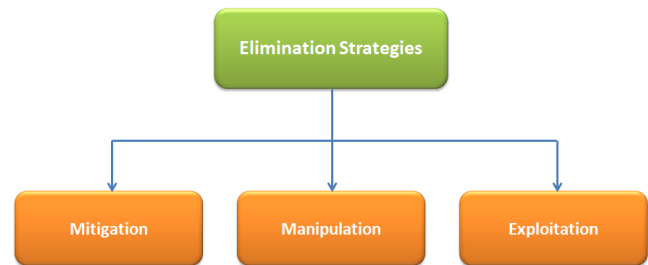 Elimination Strategies
Mitigation
Manipulation
Exploitation